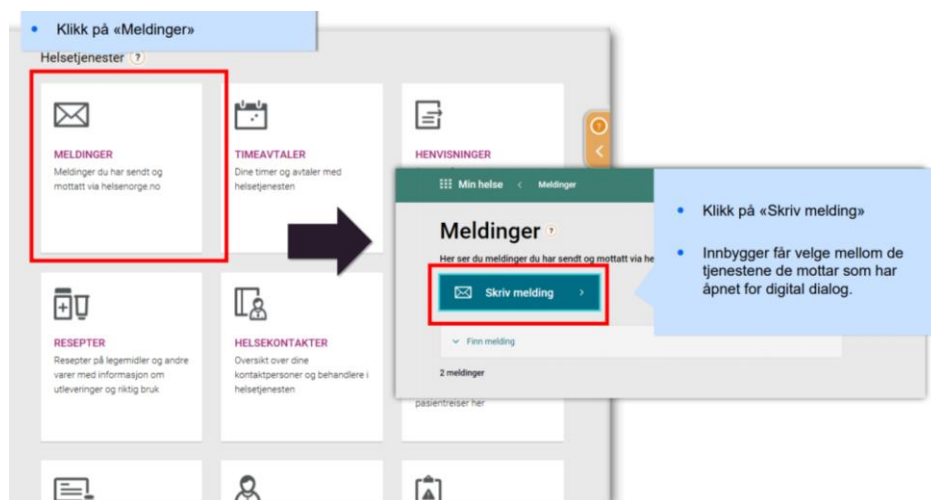 • Klikk på «Meldinger»
Helsetjenester ?
MELDINGER
Meldinger du har sendt og
mottatt via helsenorge.no
TIMEAVTALER
Dine timer og avtaler med
helsetjenesten
HENVISNINGER
RESEPTER
Resepter på legemidler og andre
varer med informasjon om
utleveringer og riktig bruk
HELSEKONTAKTER
Oversikt over dine
kontaktpersoner og behandlere i
helsetjenesten
pasientreiser her
Min helse < Meldinger
Meldinger ?
Her ser du meldinger du har sendt og mottatt via he
Skriv melding >
Finn melding
2 meldinger
• Klikk på «Skriv melding»
• Innbygger får velge mellom de
tjenestene de mottar som har
åpnet for digital dialog.